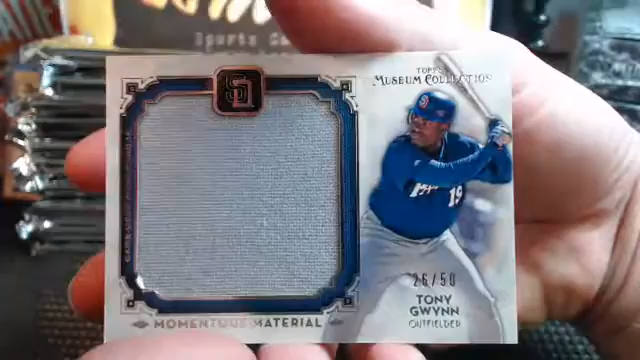 Sports
SD
TOPPS
MUSEUM COLLECTION
19
26/50
TONY
GWYNN
OUTFIELDER
MOMENTOUS MATERIAL